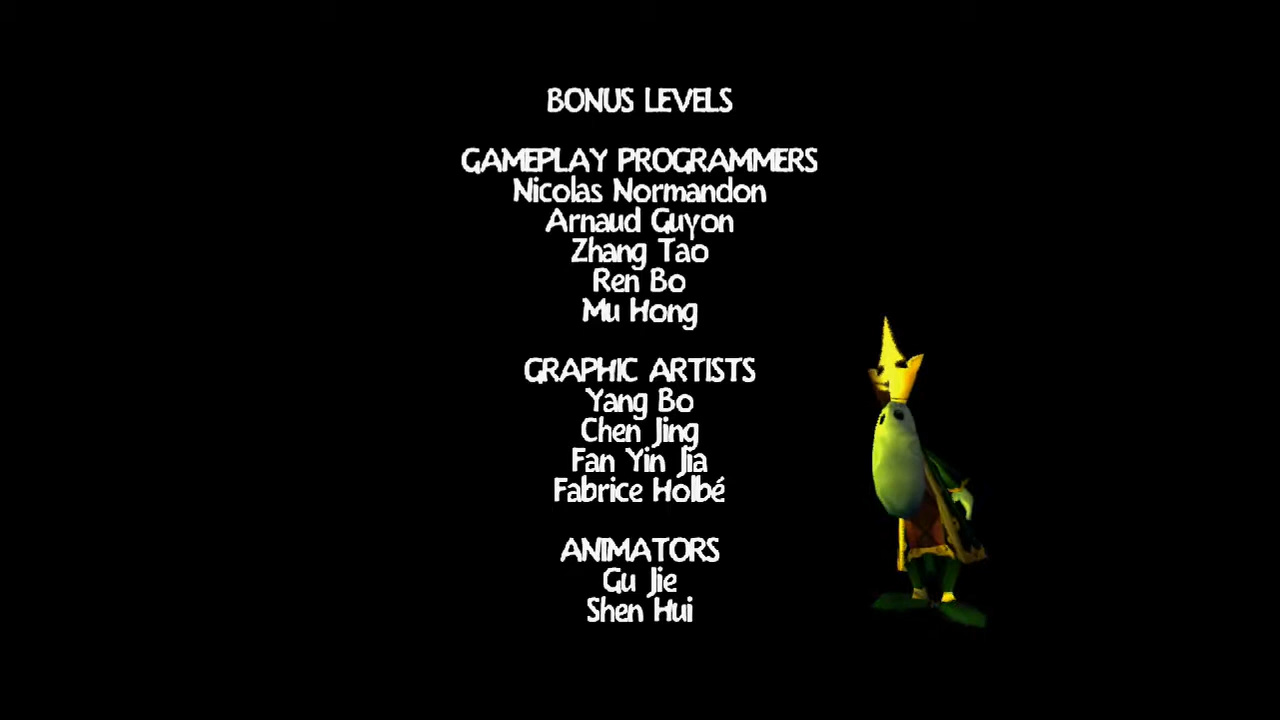 BONUS LEVELS
GAMEPLAY PROGRAMMERS
Nicolas Normandon
Arnaud Guyon
Zhang Tao
Ren Bo
Mu Hong
GRAPHIC ARTISTS
Yang Bo
Chen Jing
Fan Yin Jia
Fabrice Holbé
ANIMATORS
Gu Jie
Shen Hui